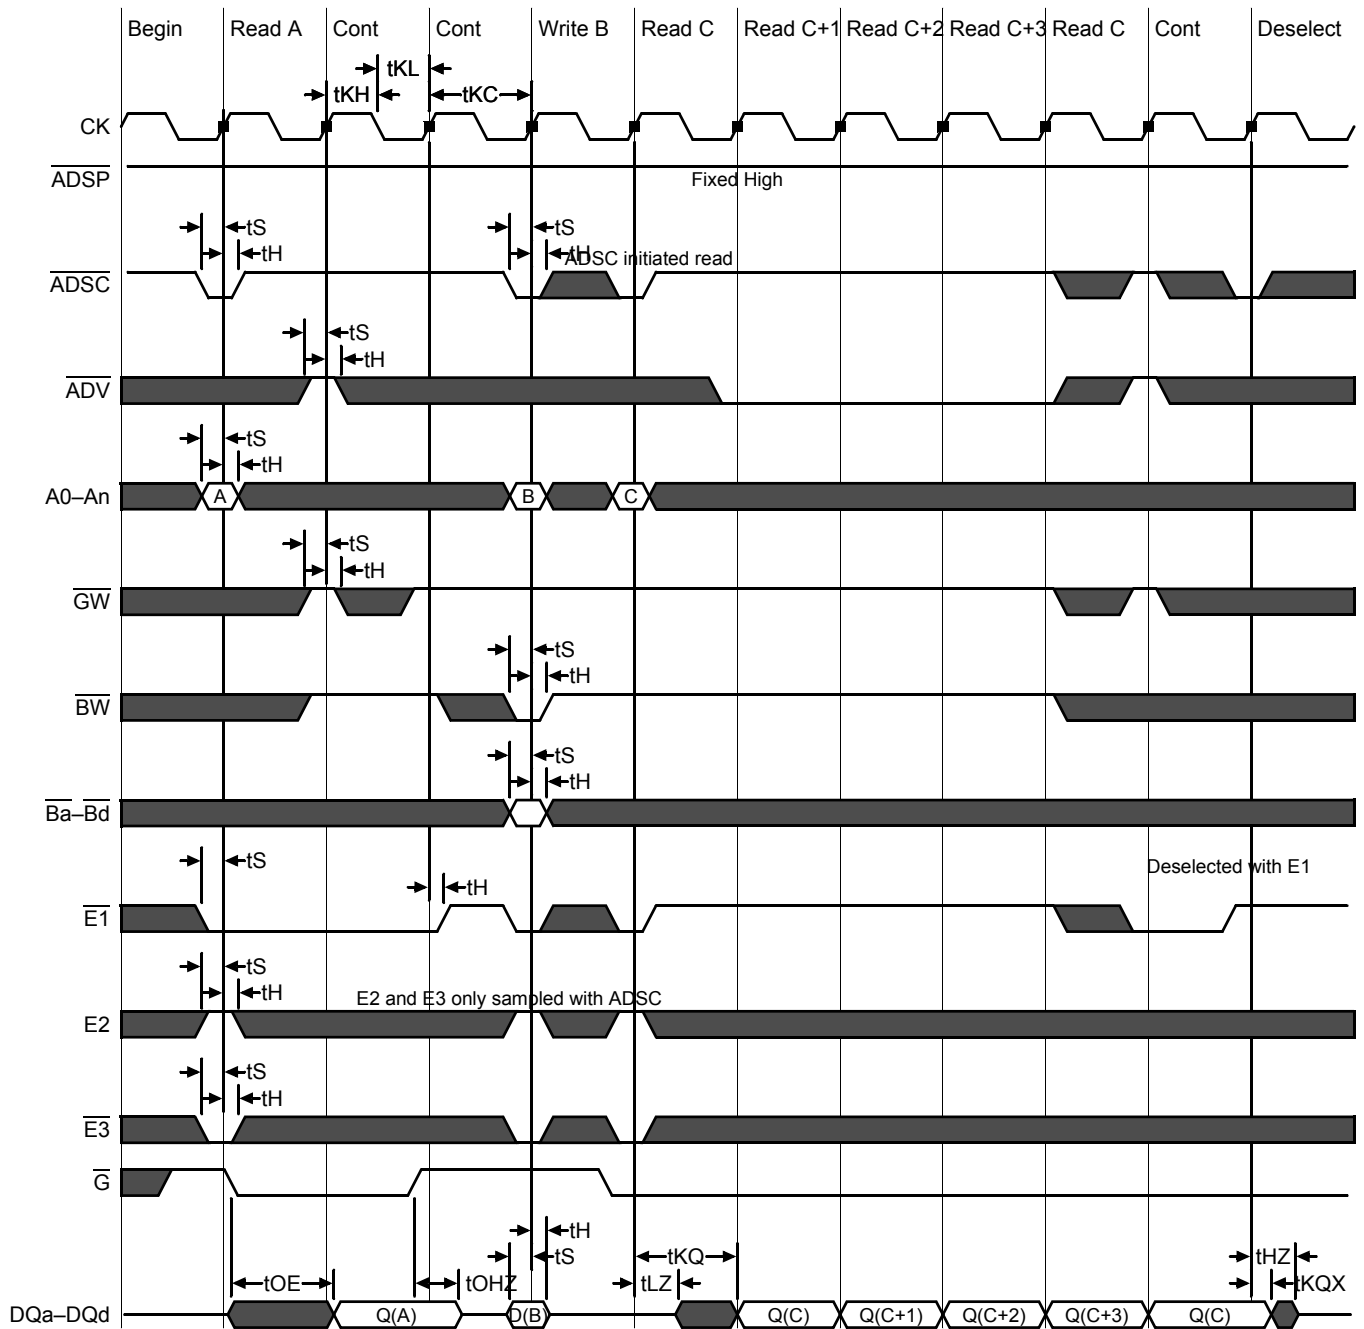 Begin Read A Cont Cont Write B Read C Read C+1 Read C+2 Read C+3 Read C Cont Deselect
tKL
tKH tKC
CK
ADSP
Fixed High
tS tS
tH tH
ADSC initiated read
ADSC
tS
tH
ADV
tS
tH
A0–An A B C
tS
tH
GW
tS
tH
BW
tS
tH
Ba–Bd
tS
Deselected with E1
tH
E1
tS
tH
E2 and E3 only sampled with ADSC
E2
tS
tH
E3
G
tH
tS
tKQ tHZ
tOE tOHZ tLZ tKQX
DQa–DQd Q(A) D(B) Q(C) Q(C+1) Q(C+2) Q(C+3) Q(C)